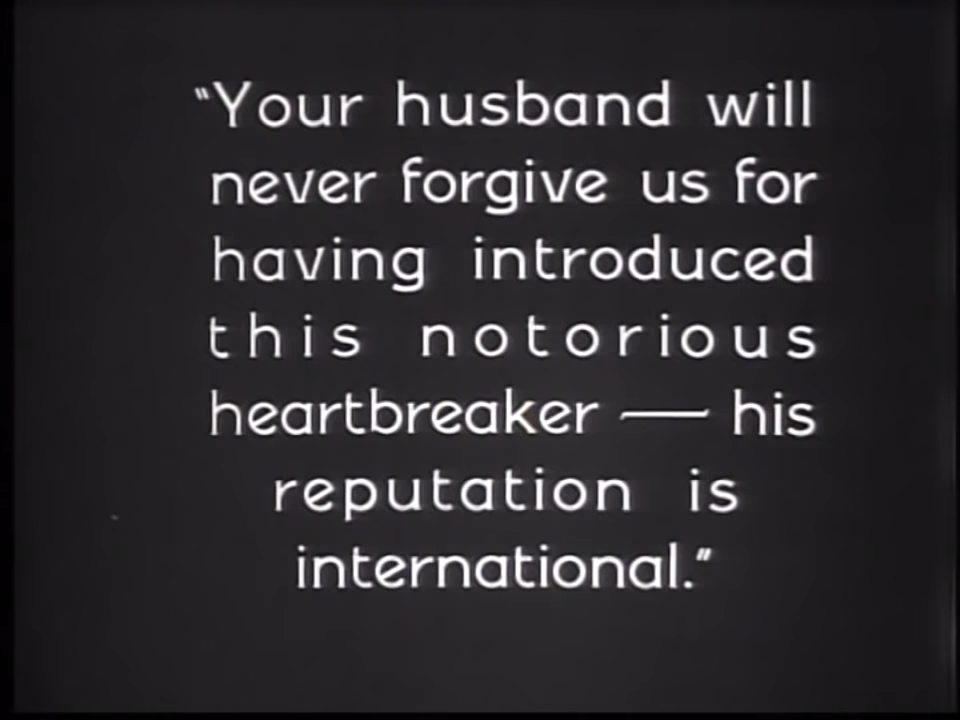 "Your husband will
never forgive us for
having introduced
this notorious
heartbreaker — his
reputation is
international."